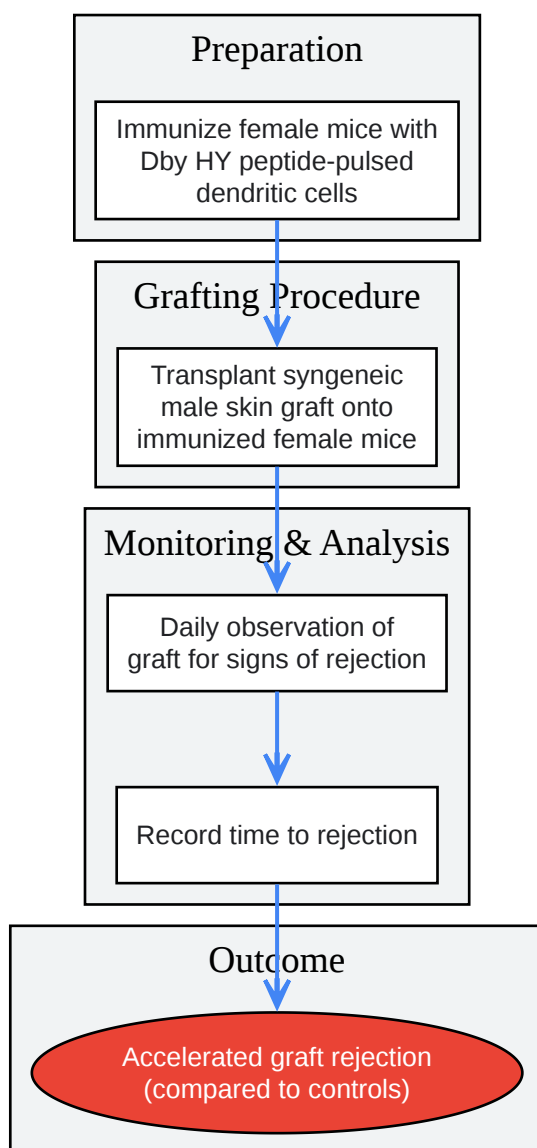 Preparation
Immunize female mice with
Dby HY peptide-pulsed
dendritic cells
Grafting Procedure
Transplant syngeneic
male skin graft onto
immunized female mice
Monitoring & Analysis
Daily observation of
graft for signs of rejection
Record time to rejection
Outcome
Accelerated graft rejection
(compared to controls)